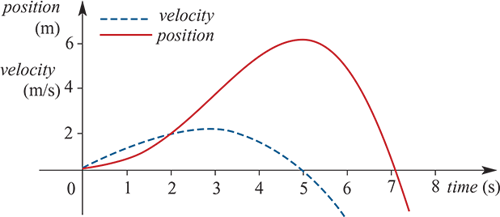 position
(m)
velocity
position
6
velocity
(m/s)
4
2
0
1
2
3
4
5
6
7
8
time (s)